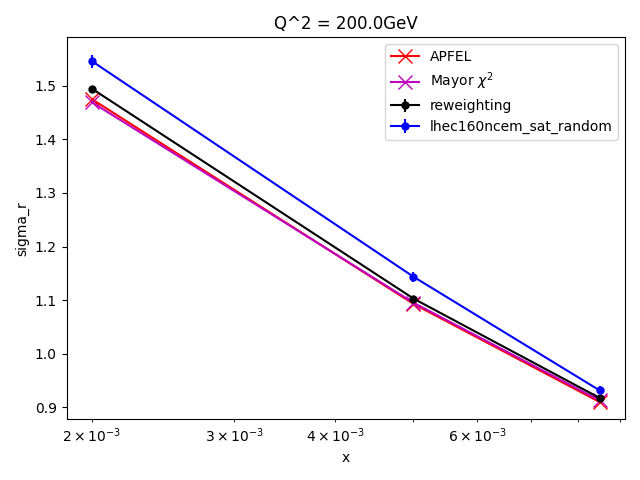 Q^2 = 200.0GeV
APFEL
Mayor χ²
reweighting
lhec160ncem_sat_random
sigma_r
1.5
1.4
1.3
1.2
1.1
1.0
0.9
2 × 10⁻³
3 × 10⁻³
4 × 10⁻³
6 × 10⁻³
x